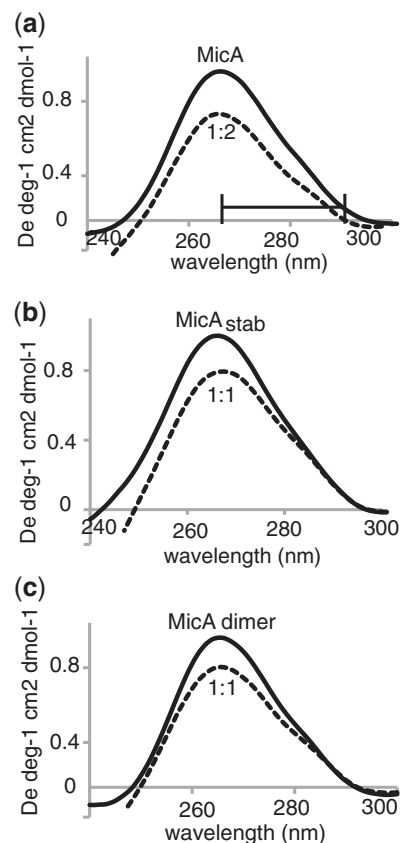 (a)
MicA
De deg-1 cm2 dmol-1
0.8
1:2
0.4
0
240 260 280 300
wavelength (nm)
(b)
MicA stab
De deg-1 cm2 dmol-1
0.8
1:1
0.4
0
240 260 280 300
wavelength (nm)
(c)
MicA dimer
De deg-1 cm2 dmol-1
0.8
1:1
0.4
0
260 280 300
wavelength (nm)